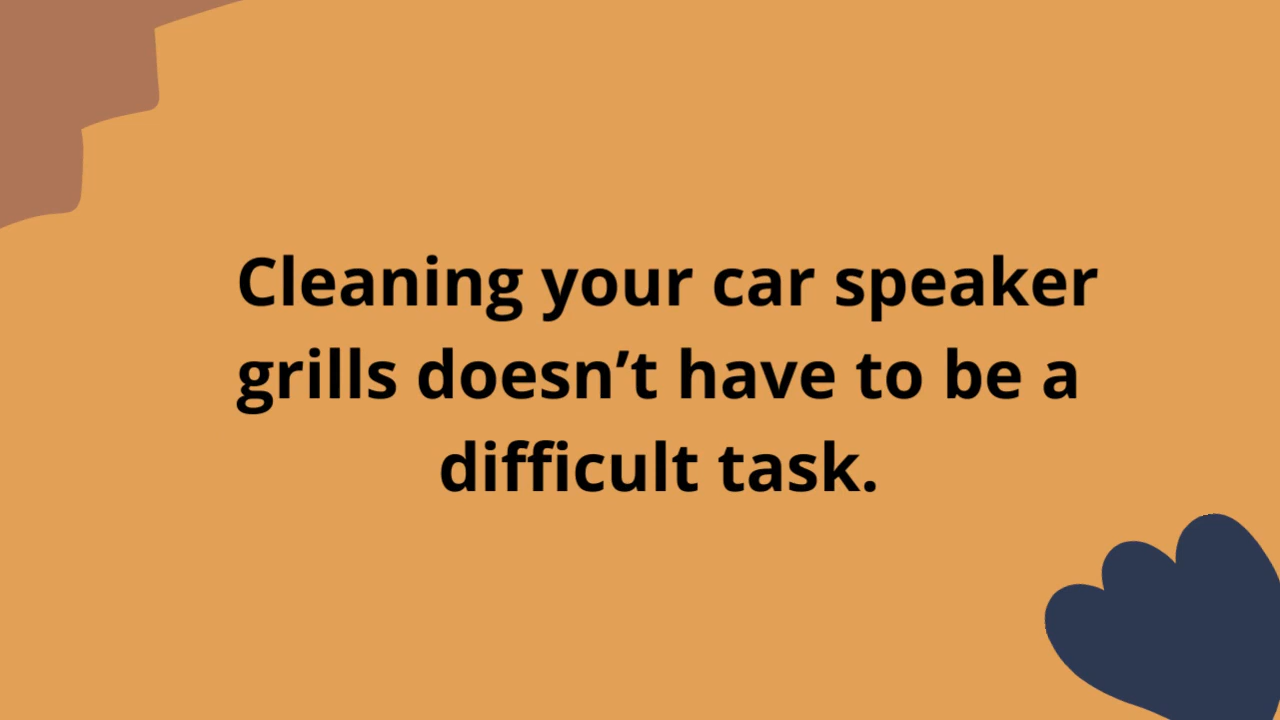 Cleaning your car speaker
grills doesn’t have to be a
difficult task.